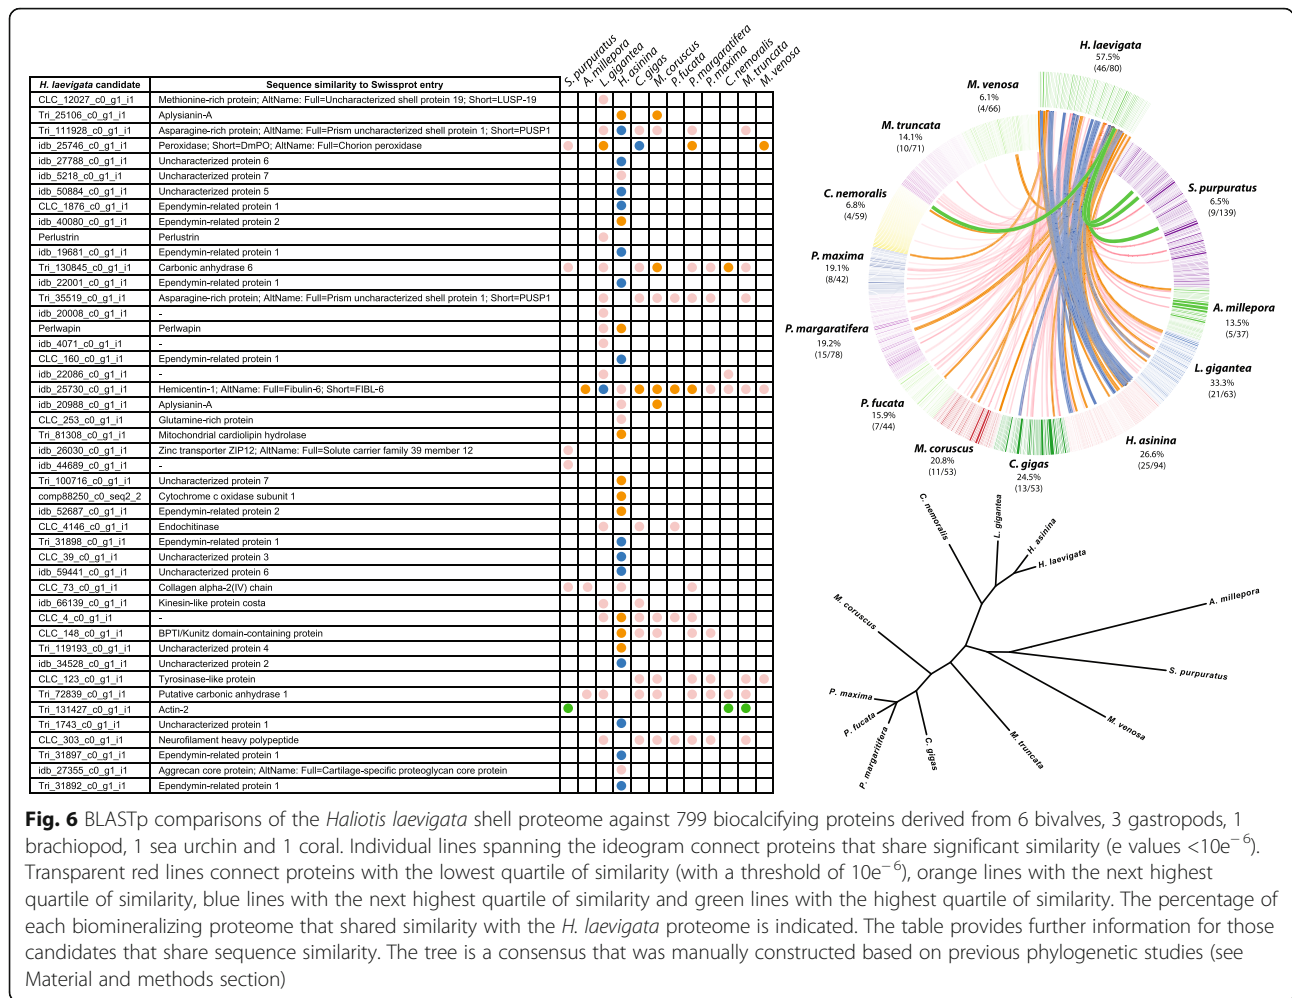 S. purpuratus
A. millepora
L. gigantea
H. asinina
C. gigas
M. coruscus
P. fucata
P. margaratifera
P. maxima
C. nemoralis
M. truncata
M. venosa
H. laevigata candidate Sequence similarity to Swissprot entry
CLC_12027_c0_g1_i1 Methionine-rich protein; AltName: Full=Uncharacterized shell protein 19; Short=LUSP-19
Tri_25106_c0_g1_i1 Aplysianin-A
Tri_111928_c0_g1_i1 Asparagine-rich protein; AltName: Full=Prism uncharacterized shell protein 1; Short=PUSP1
idb_25746_c0_g1_i1 Peroxidase; Short=DmPO; AltName: Full=Chorion peroxidase
idb_27788_c0_g1_i1 Uncharacterized protein 6
idb_5218_c0_g1_i1 Uncharacterized protein 7
idb_50884_c0_g1_i1 Uncharacterized protein 5
CLC_1876_c0_g1_i1 Ependymin-related protein 1
idb_40080_c0_g1_i1 Ependymin-related protein 2
Perlustrin Perlustrin
idb_19681_c0_g1_i1 Ependymin-related protein 1
Tri_130845_c0_g1_i1 Carbonic anhydrase 6
idb_22001_c0_g1_i1 Ependymin-related protein 1
Tri_35519_c0_g1_i1 Asparagine-rich protein; AltName: Full=Prism uncharacterized shell protein 1; Short=PUSP1
idb_20008_c0_g1_i1 -
Perlwapin Perlwapin
idb_4071_c0_g1_i1 -
CLC_160_c0_g1_i1 Ependymin-related protein 1
idb_22086_c0_g1_i1 -
idb_25730_c0_g1_i1 Hemicentin-1; AltName: Full=Fibulin-6; Short=FIBL-6
idb_20988_c0_g1_i1 Aplysianin-A
CLC_253_c0_g1_i1 Glutamine-rich protein
Tri_81308_c0_g1_i1 Mitochondrial cardiolipin hydrolase
idb_26030_c0_g1_i1 Zinc transporter ZIP12; AltName: Full=Solute carrier family 39 member 12
idb_44689_c0_g1_i1 -
Tri_100716_c0_g1_i1 Uncharacterized protein 7
comp88250_c0_seq2_2 Cytochrome c oxidase subunit 1
idb_52687_c0_g1_i1 Ependymin-related protein 2
CLC_4146_c0_g1_i1 Endochitinase
Tri_31898_c0_g1_i1 Ependymin-related protein 1
CLC_39_c0_g1_i1 Uncharacterized protein 3
idb_59441_c0_g1_i1 Uncharacterized protein 6
CLC_73_c0_g1_i1 Collagen alpha-2(IV) chain
idb_66139_c0_g1_i1 Kinesin-like protein costa
CLC_4_c0_g1_i1 -
CLC_148_c0_g1_i1 BPTI/Kunitz domain-containing protein
Tri_119193_c0_g1_i1 Uncharacterized protein 4
idb_34528_c0_g1_i1 Uncharacterized protein 2
CLC_123_c0_g1_i1 Tyrosinase-like protein
Tri_72839_c0_g1_i1 Putative carbonic anhydrase 1
Tri_131427_c0_g1_i1 Actin-2
Tri_1743_c0_g1_i1 Uncharacterized protein 1
CLC_303_c0_g1_i1 Neurofilament heavy polypeptide
Tri_31897_c0_g1_i1 Ependymin-related protein 1
idb_27355_c0_g1_i1 Aggrecan core protein; AltName: Full=Cartilage-specific proteoglycan core protein
Tri_31892_c0_g1_i1 Ependymin-related protein 1
H. laevigata
57.5%
(46/80)
S. purpuratus
6.5%
(9/139)
A. millepora
13.5%
(5/37)
L. gigantea
33.3%
(21/63)
H. asinina
26.6%
(25/94)
C. gigas
24.5%
(13/53)
M. coruscus
20.8%
(11/53)
P. fucata
15.9%
(7/44)
P. margaratifera
19.2%
(15/78)
P. maxima
19.1%
(8/42)
C. nemoralis
6.8%
(4/59)
M. truncata
14.1%
(10/71)
M. venosa
6.1%
(4/66)
C. nemoralis
L. gigantea
H. asinina
H. laevigata
A. millepora
S. purpuratus
M. venosa
M. truncata
C. gigas
P. margaritifera
P. fucata
P. maxima
M. coruscus
Fig. 6 BLASTp comparisons of the Haliotis laevigata shell proteome against 799 biocalcifying proteins derived from 6 bivalves, 3 gastropods, 1
brachiopod, 1 sea urchin and 1 coral. Individual lines spanning the ideogram connect proteins that share significant similarity (e values <10e−6).
Transparent red lines connect proteins with the lowest quartile of similarity (with a threshold of 10e−6), orange lines with the next highest
quartile of similarity, blue lines with the next highest quartile of similarity and green lines with the highest quartile of similarity. The percentage of
each biomineralizing proteome that shared similarity with the H. laevigata proteome is indicated. The table provides further information for those
candidates that share sequence similarity. The tree is a consensus that was manually constructed based on previous phylogenetic studies (see
Material and methods section)